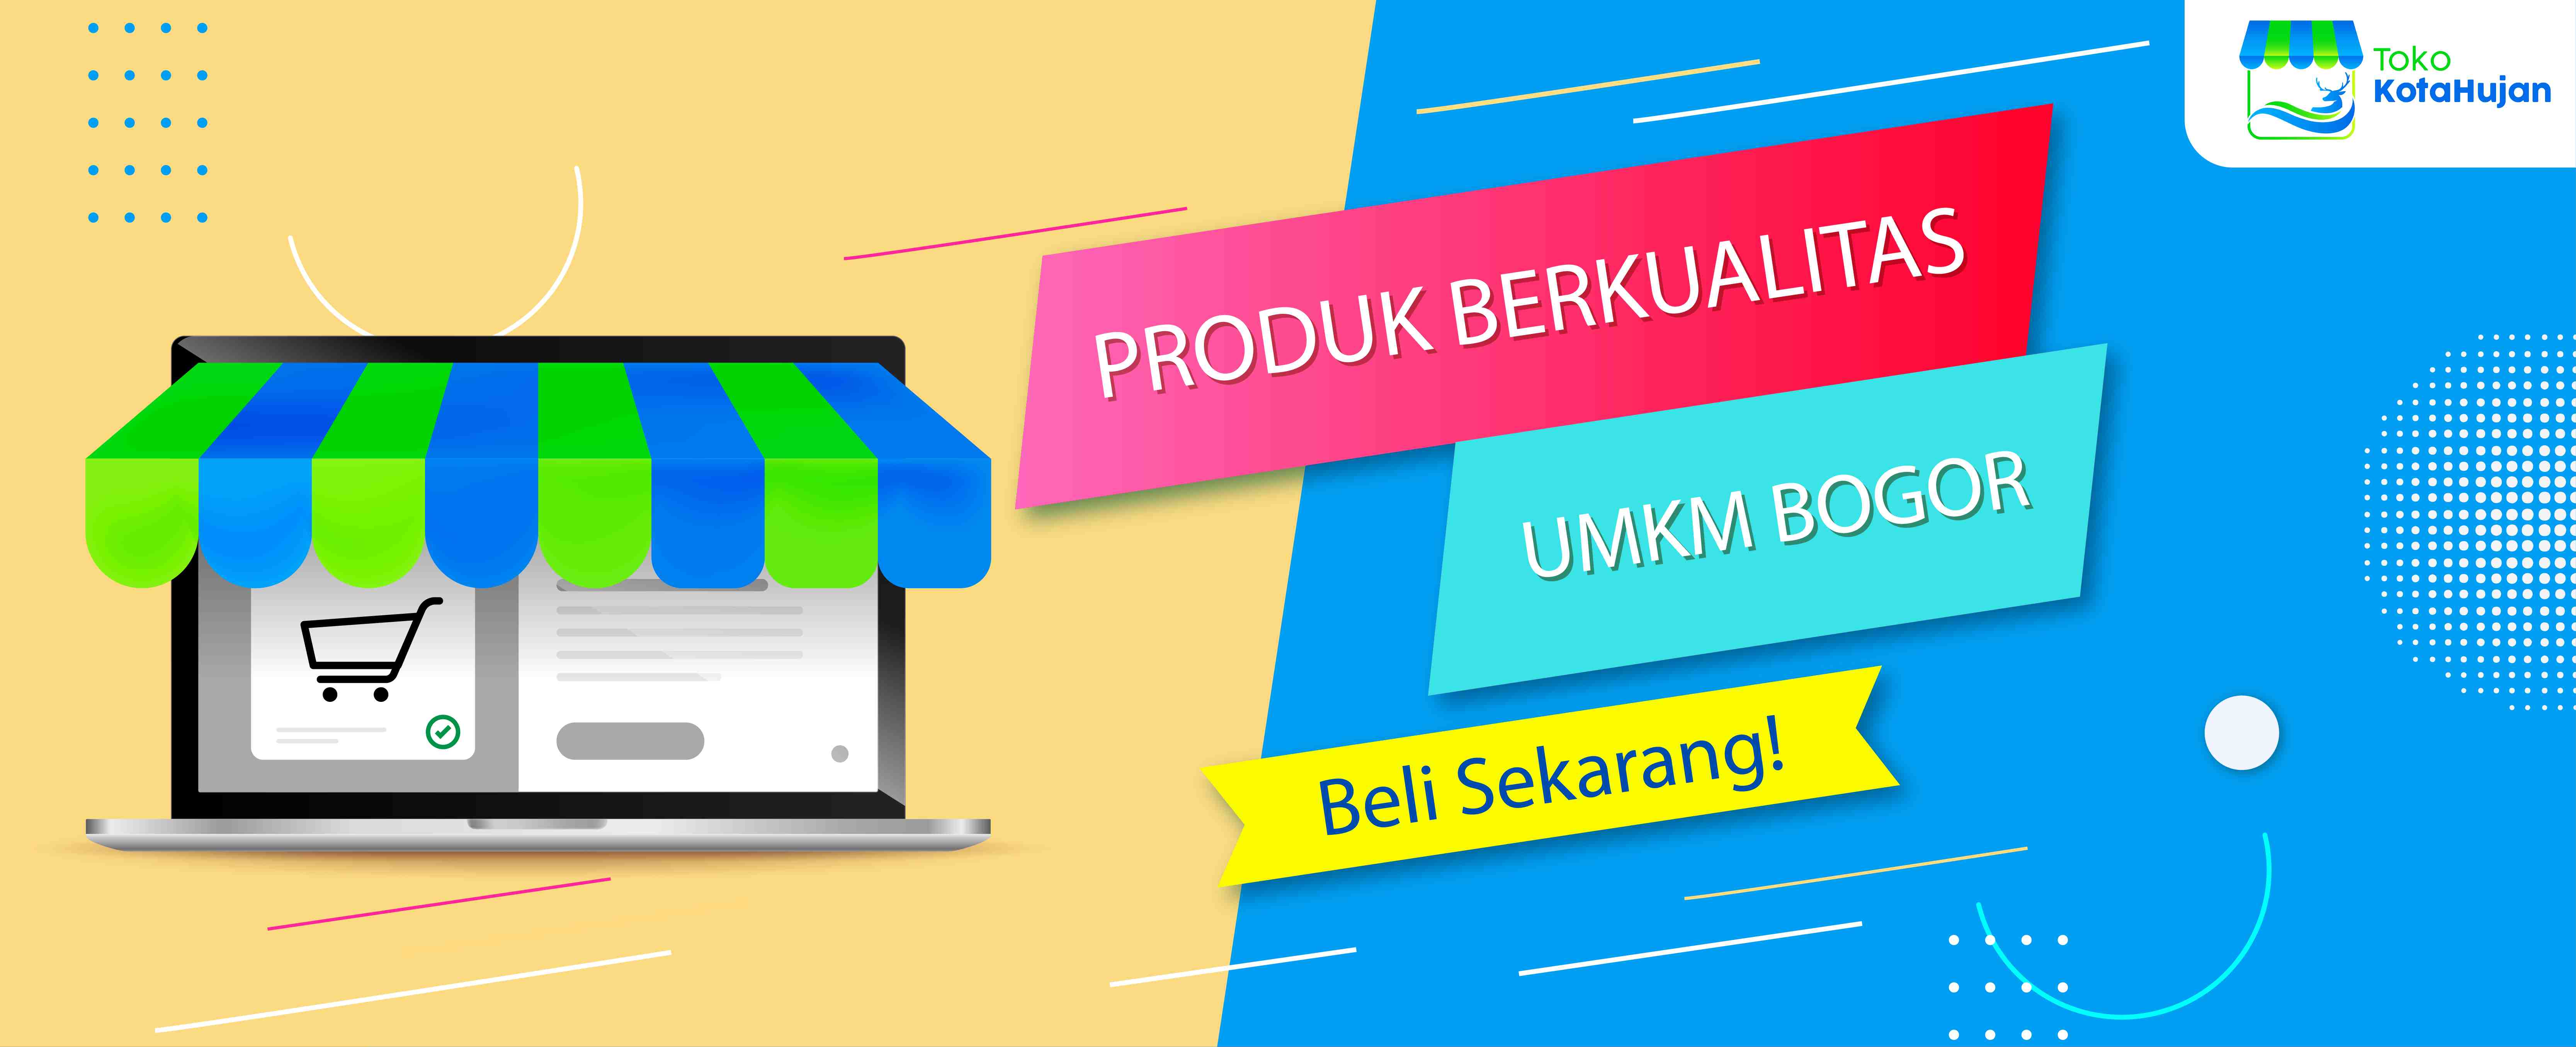 Toko
KotaHujan
PRODUK BERKUALITAS
UMKM BOGOR
Beli Sekarang!